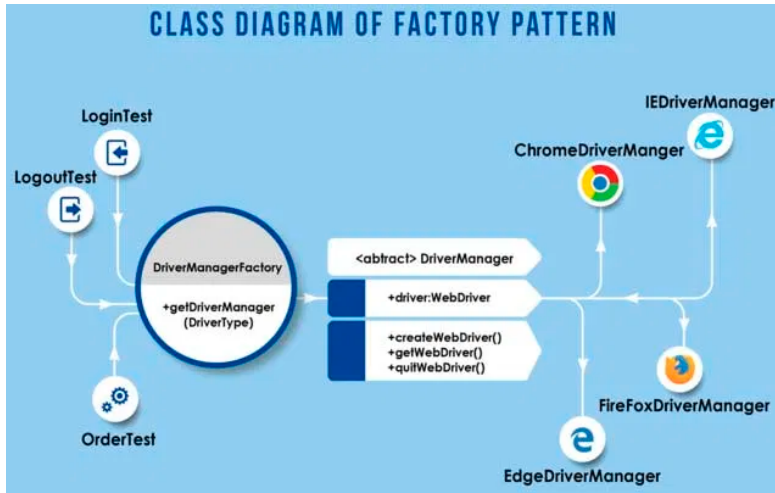 CLASS DIAGRAM OF FACTORY PATTERN
LoginTest
LogoutTest
DriverManagerFactory
+getDriverManager
(DriverType)
OrderTest
<abtract> DriverManager
+driver:WebDriver
+createWebDriver()
+getWebDriver()
+quitWebDriver()
IEDriverManager
ChromeDriverManger
FireFoxDriverManager
EdgeDriverManager